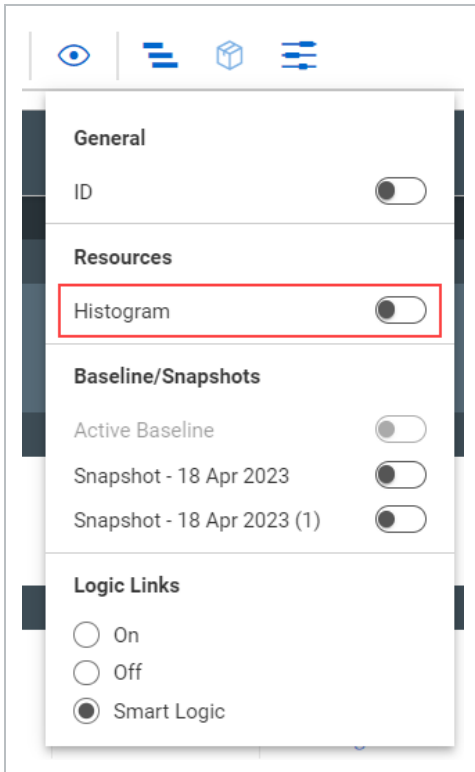 General
ID
Resources
Histogram
Baseline/Snapshots
Active Baseline
Snapshot - 18 Apr 2023
Snapshot - 18 Apr 2023 (1)
Logic Links
On
Off
Smart Logic